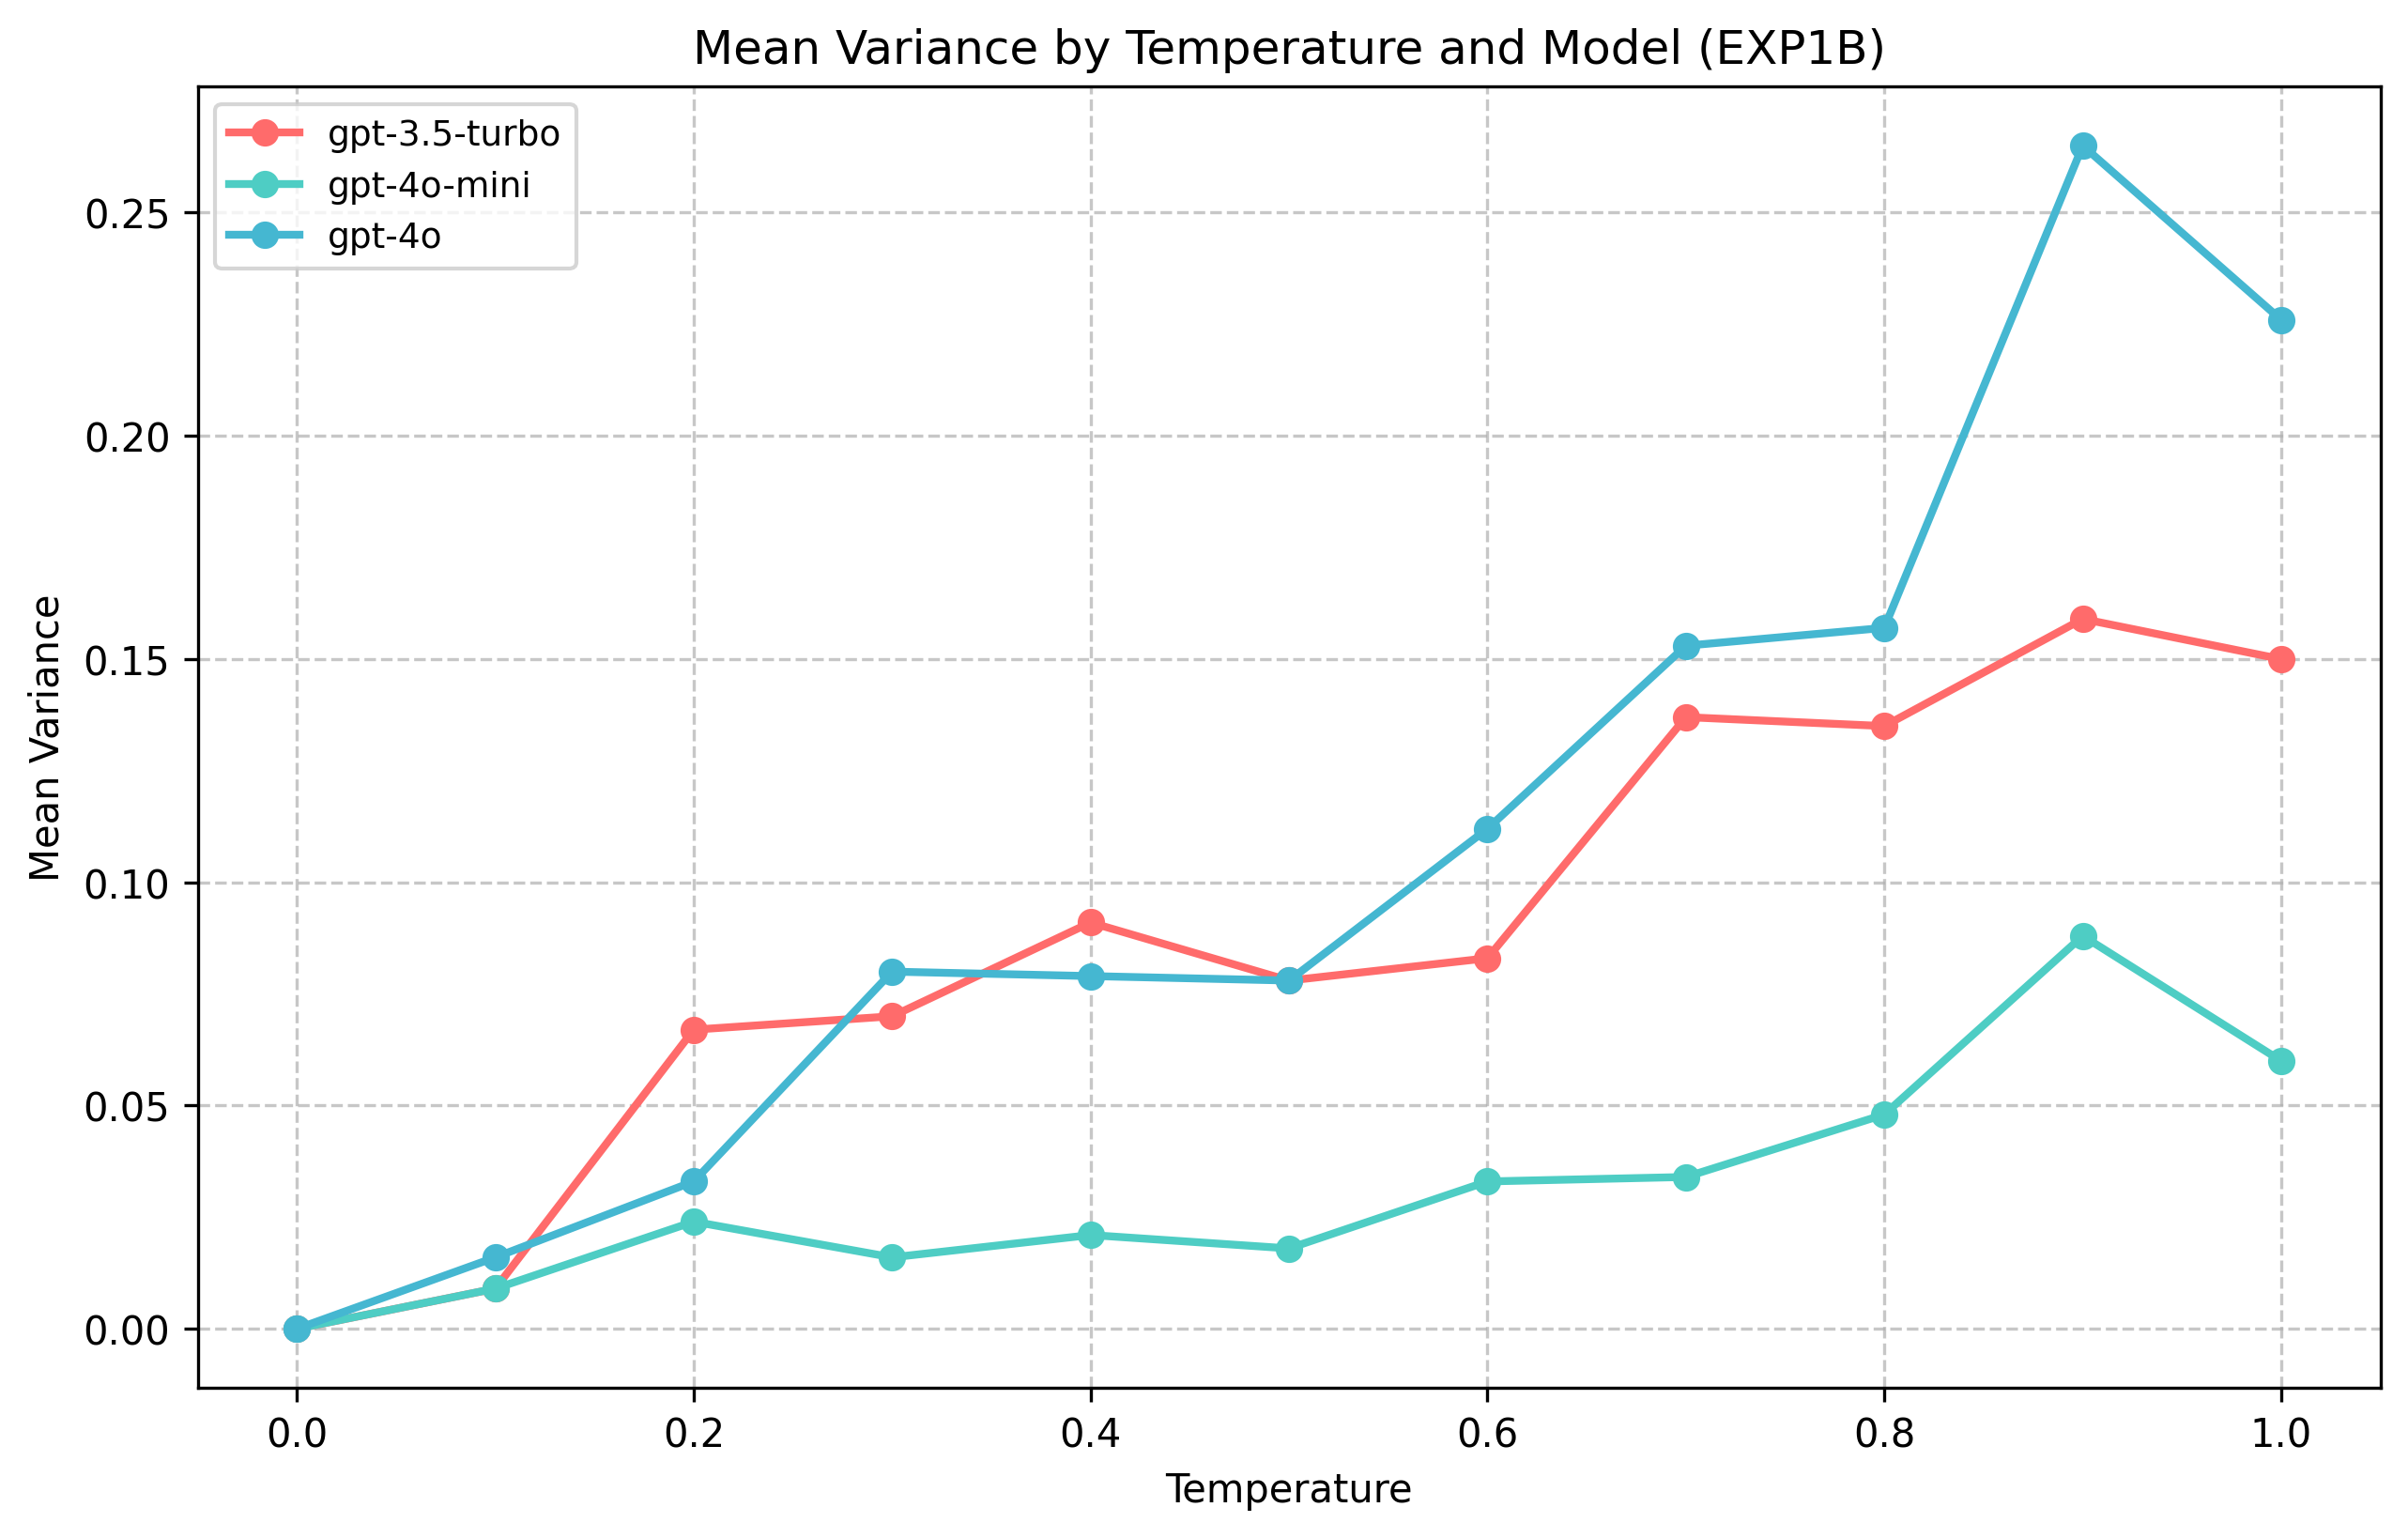 Mean Variance by Temperature and Model (EXP1B)
gpt-3.5-turbo
gpt-4o-mini
gpt-4o
0.25
0.20
0.15
0.10
0.05
0.00
Mean Variance
0.0 0.2 0.4 0.6 0.8 1.0
Temperature